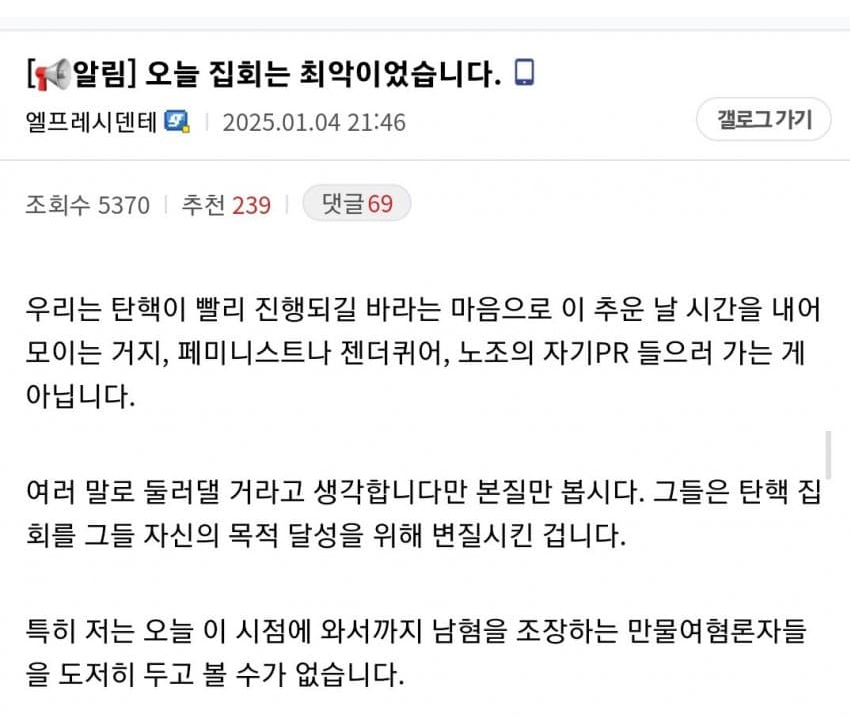 [📢알림] 오늘 집회는 최악이었습니다.
엘프레시덴테 2025.01.04 21:46
갤로그 가기
조회수 5370 추천 239 댓글 69
우리는 탄핵이 빨리 진행되길 바라는 마음으로 이 추운 날 시간을 내어
모이는 거지, 페미니스트나 젠더퀴어, 노조의 자기PR 들으러 가는 게
아닙니다.
여러 말로 둘러댈 거라고 생각합니다만 본질만 봅시다. 그들은 탄핵 집
회를 그들 자신의 목적 달성을 위해 변질시킨 겁니다.
특히 저는 오늘 이 시점에 와서까지 남혐을 조장하는 만물여혐론자들
을 도저히 두고 볼 수가 없습니다.